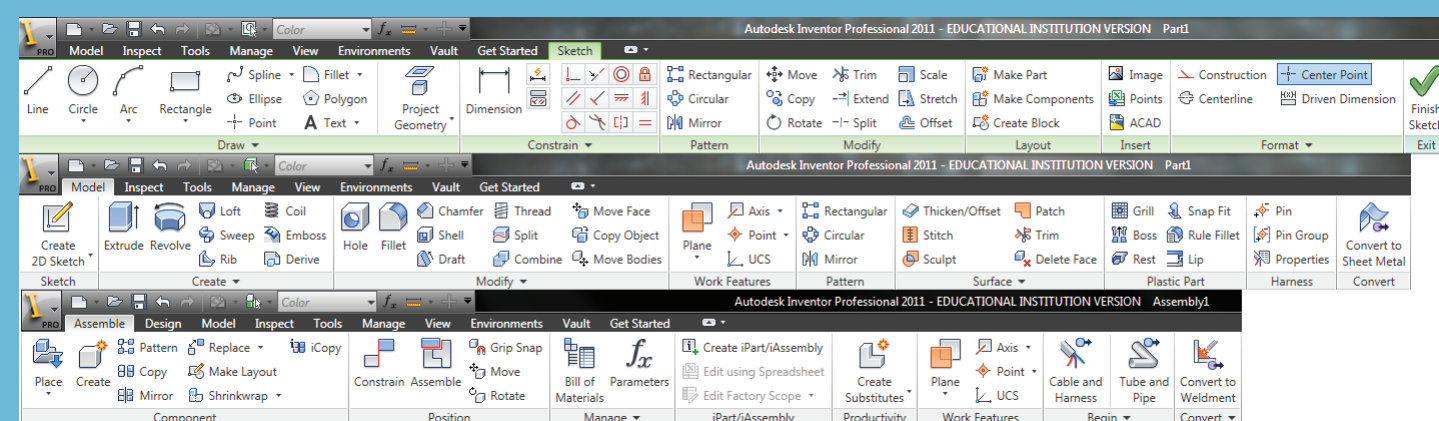 Color fx Autodesk Inventor Professional 2011 - EDUCATIONAL INSTITUTION VERSION Part1
PRO Model Inspect Tools Manage View Environments Vault Get Started Sketch
Spline Fillet Rectangular Move Trim Scale Make Part Image Construction Center Point
Line Circle Arc Rectangle Ellipse Polygon Project Geometry Dimension Circular Copy Extend Stretch Make Components Points Centerline Driven Dimension Finish Sketch
Point A Text Mirror Rotate Split Offset Create Block ACAD
Draw Constrain Pattern Modify Layout Insert Format Exit
Color fx Autodesk Inventor Professional 2011 - EDUCATIONAL INSTITUTION VERSION Part1
PRO Model Inspect Tools Manage View Environments Vault Get Started
Loft Coil Chamfer Thread Move Face Axis Rectangular Thicken/Offset Patch Grill Snap Fit Pin
Create 2D Sketch Extrude Revolve Sweep Emboss Hole Fillet Shell Split Copy Object Plane Point Circular Stitch Trim Boss Rule Fillet Pin Group Convert to Sheet Metal
Rib Derive Draft Combine Move Bodies UCS Mirror Sculpt Delete Face Rest Lip Properties
Sketch Create Modify Work Features Pattern Surface Plastic Part Harness Convert
Color fx Autodesk Inventor Professional 2011 - EDUCATIONAL INSTITUTION VERSION Assembly1
PRO Assemble Design Model Inspect Tools Manage View Environments Vault Get Started
Pattern Replace iCopy Grip Snap Create iPart/iAssembly Axis
Place Create Copy Make Layout Constrain Assemble Move Bill of Materials fx Parameters Edit using Spreadsheet Create Substitutes Plane Point Cable and Harness Tube and Pipe Convert to Weldment
Mirror Shrinkwrap Rotate Edit Factory Scope UCS
Component Position Manage iPart/iAssembly Productivity Work Features Begin Convert